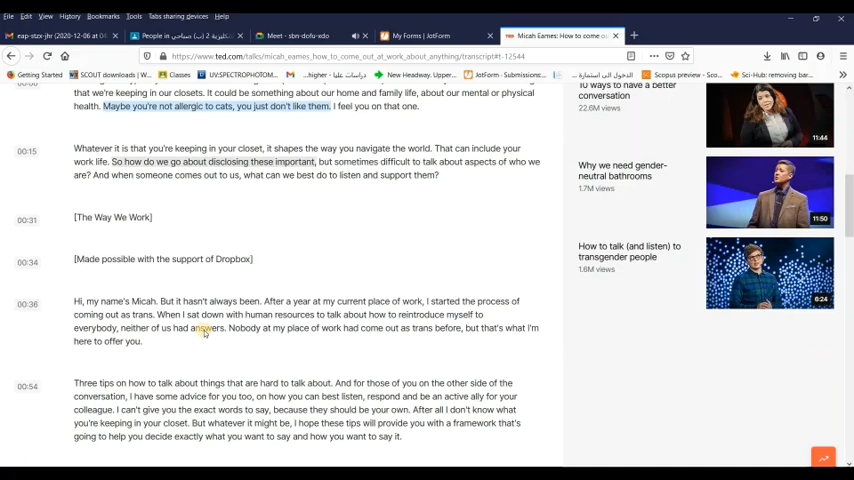 File Edit View History Bookmarks Tools Tab sharing devices Help
eap-stzx-jhr (2020-12-06 at 04
Meet - sbn-dofu-xdo
My Forms | JotForm
Micah Eames: How to come ou
https://www.ted.com/talks/micah_eames_how_to_come_out_at_work_about_anything/transcript#t-12544
Getting Started SCOUT downloads | W... Classes UV:SPECTROPHOTOM... New Headway, Upper... JotForm · Submissions... الدخول الى استمارة... Scopus preview - Sco... Sci-Hub: removing bar...
that we're keeping in our closets. It could be something about our home and family life, about our mental or physical
health. Maybe you're not allergic to cats, you just don't like them. I feel you on that one.
00:15
Whatever it is that you're keeping in your closet, it shapes the way you navigate the world. That can include your
work life. So how do we go about disclosing these important, but sometimes difficult to talk about aspects of who we
are? And when someone comes out to us, what can we best do to listen and support them?
00:31
[The Way We Work]
00:34
[Made possible with the support of Dropbox]
00:36
Hi, my name's Micah. But it hasn't always been. After a year at my current place of work, I started the process of
coming out as trans. When I sat down with human resources to talk about how to reintroduce myself to
everybody, neither of us had answers. Nobody at my place of work had come out as trans before, but that's what I'm
here to offer you.
00:54
Three tips on how to talk about things that are hard to talk about. And for those of you on the other side of the
conversation, I have some advice for you too, on how you can best listen, respond and be an active ally for your
colleague. I can't give you the exact words to say, because they should be your own. After all I don't know what
you're keeping in your closet. But whatever it might be, I hope these tips will provide you with a framework that's
going to help you decide exactly what you want to say and how you want to say it.
10 ways to have a better
conversation
22.6M views
11:44
Why we need gender-
neutral bathrooms
1.7M views
11:50
How to talk (and listen) to
transgender people
1.6M views
6:24